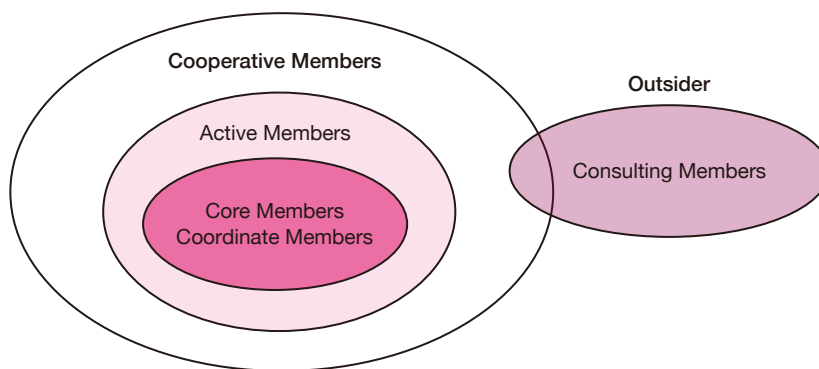 Cooperative Members
Outsider
Active Members
Consulting Members
Core Members
Coordinate Members